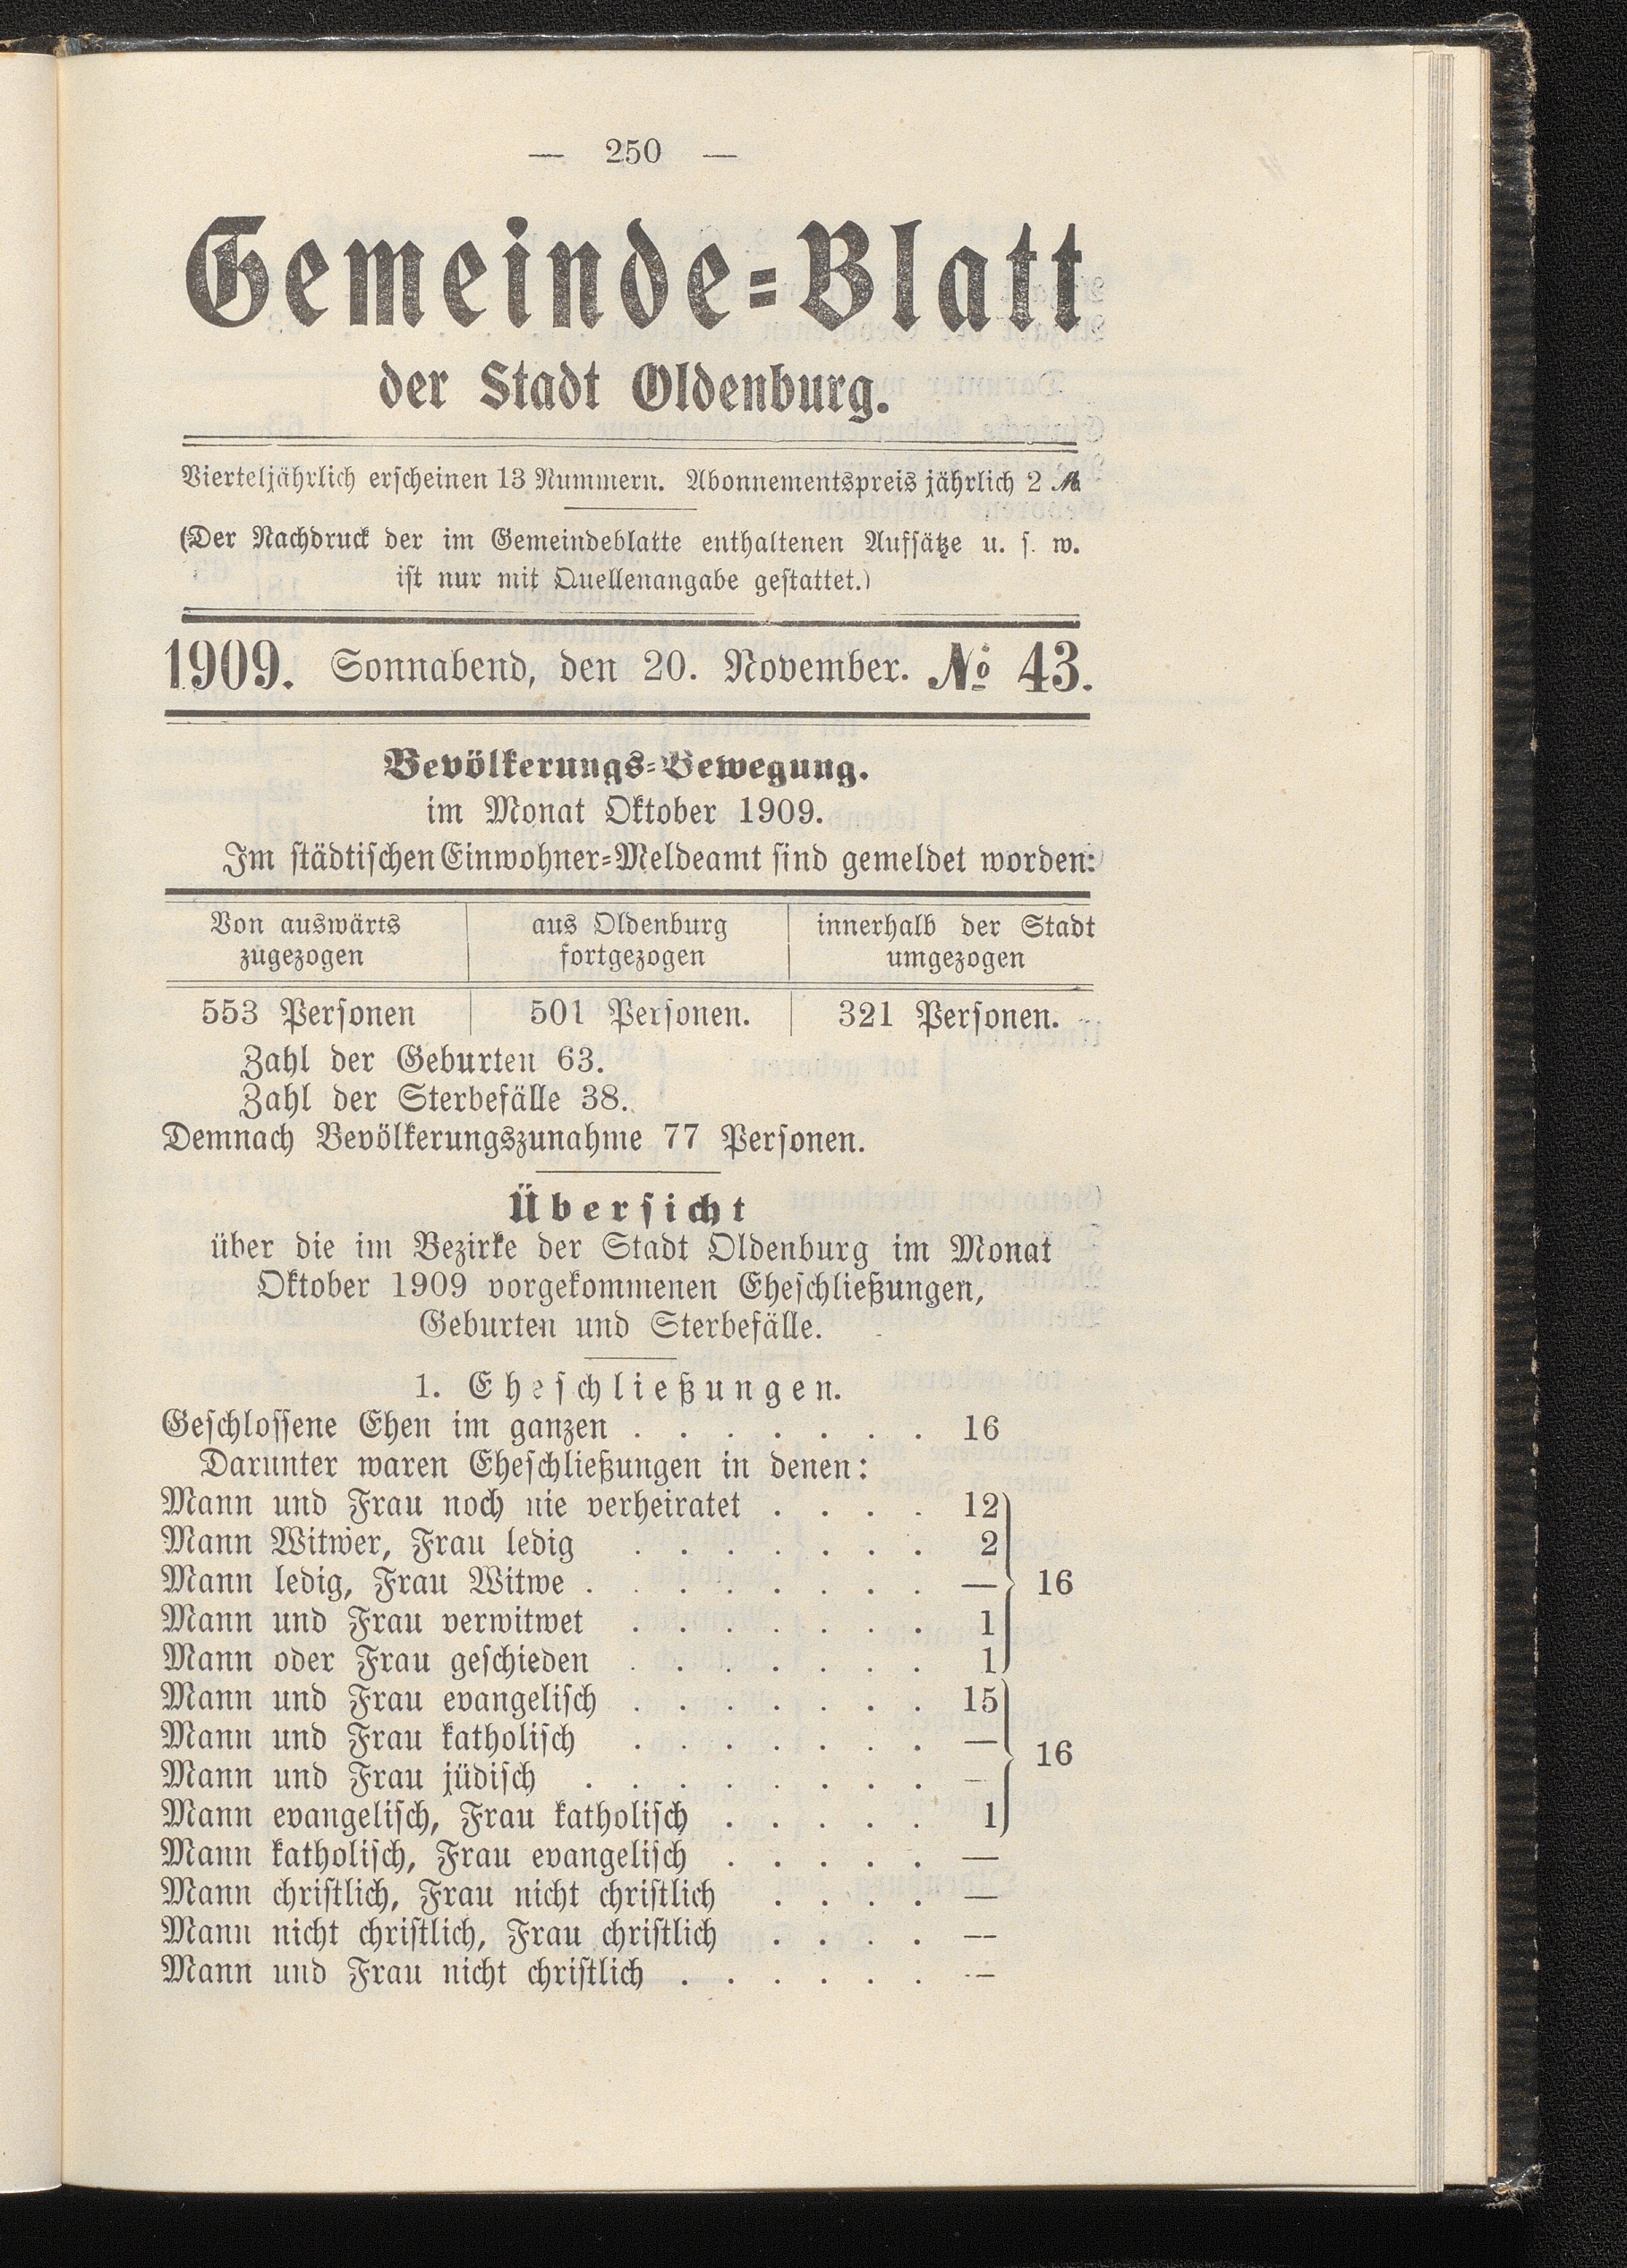 — 250 —
Gemeinde=Blatt
der Stadt Oldenburg.
Vierteljährlich erscheinen 13 Nummern. Abonnementspreis jährlich 2 ℳ
(Der Nachdruck der im Gemeindeblatte enthaltenen Aufsätze u. s. w.
ist nur mit Quellenangabe gestattet.)
1909. Sonnabend, den 20. November. № 43.
Bevölkerungs=Bewegung.
im Monat Oktober 1909.
Im städtischen Einwohner=Meldeamt sind gemeldet worden:
Von auswärts zugezogen | aus Oldenburg fortgezogen | innerhalb der Stadt umgezogen
553 Personen | 501 Personen. | 321 Personen.
Zahl der Geburten 63.
Zahl der Sterbefälle 38.
Demnach Bevölkerungszunahme 77 Personen.
Übersicht
über die im Bezirke der Stadt Oldenburg im Monat
Oktober 1909 vorgekommenen Eheschließungen,
Geburten und Sterbefälle.
1. Eheschließungen.
Geschlossene Ehen im ganzen . . . . . . . 16
Darunter waren Eheschließungen in denen:
Mann und Frau noch nie verheiratet . . . . 12
Mann Witwer, Frau ledig . . . . . . . 2
Mann ledig, Frau Witwe . . . . . . . . — 16
Mann und Frau verwitwet . . . . . . . 1
Mann oder Frau geschieden . . . . . . . 1
Mann und Frau evangelisch . . . . . . . 15
Mann und Frau katholisch . . . . . . . — 16
Mann und Frau jüdisch . . . . . . . . —
Mann evangelisch, Frau katholisch . . . . . 1
Mann katholisch, Frau evangelisch . . . . . —
Mann christlich, Frau nicht christlich . . . . —
Mann nicht christlich, Frau christlich . . . . —
Mann und Frau nicht christlich . . . . . . —